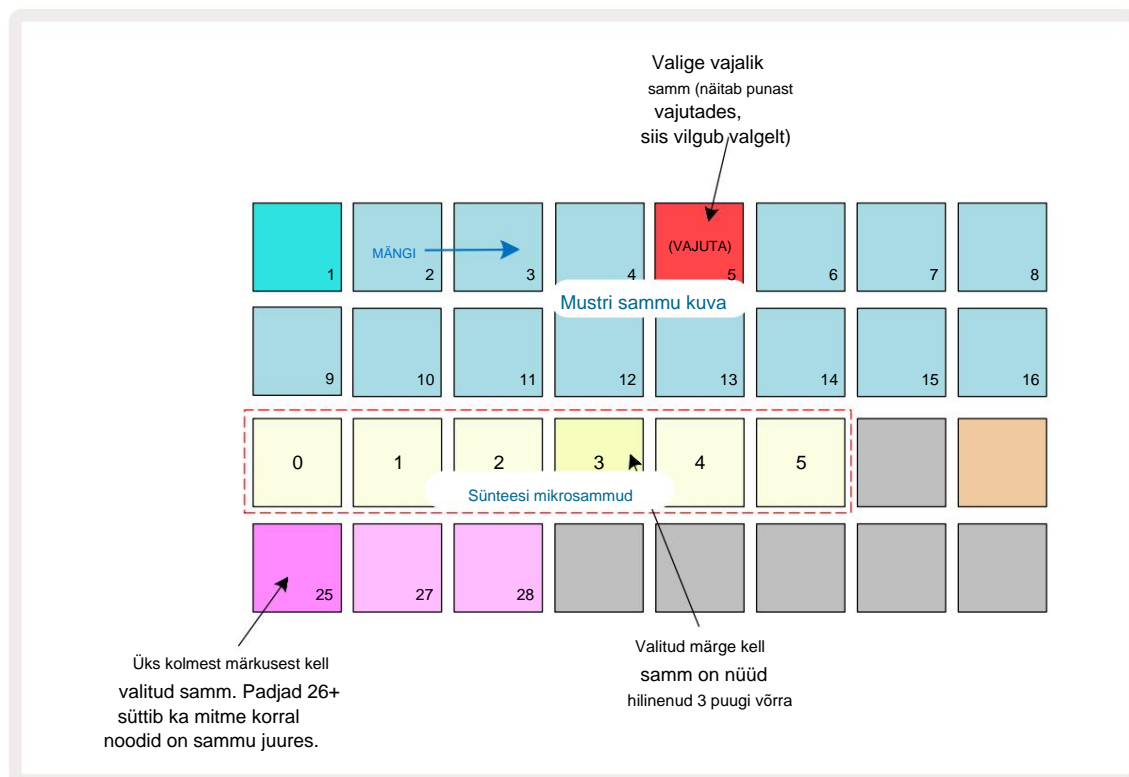 Valige vajalik
samm (näitab punast
vajutades,
siis vilgub valgelt)
MÄNGI
(VAJUTA)
1
2
3
4
5
6
7
8
Mustri sammu kuva
9
10
11
12
13
14
15
16
0
1
2
3
4
5
Sünteesi mikrosammud
25
27
28
Üks kolmest märkusest kell
valitud samm. Padjad 26+
süttib ka mitme korral
noodid on sammu juures.
Valitud märge kell
samm on nüüd
hilinenud 3 puugi võrra